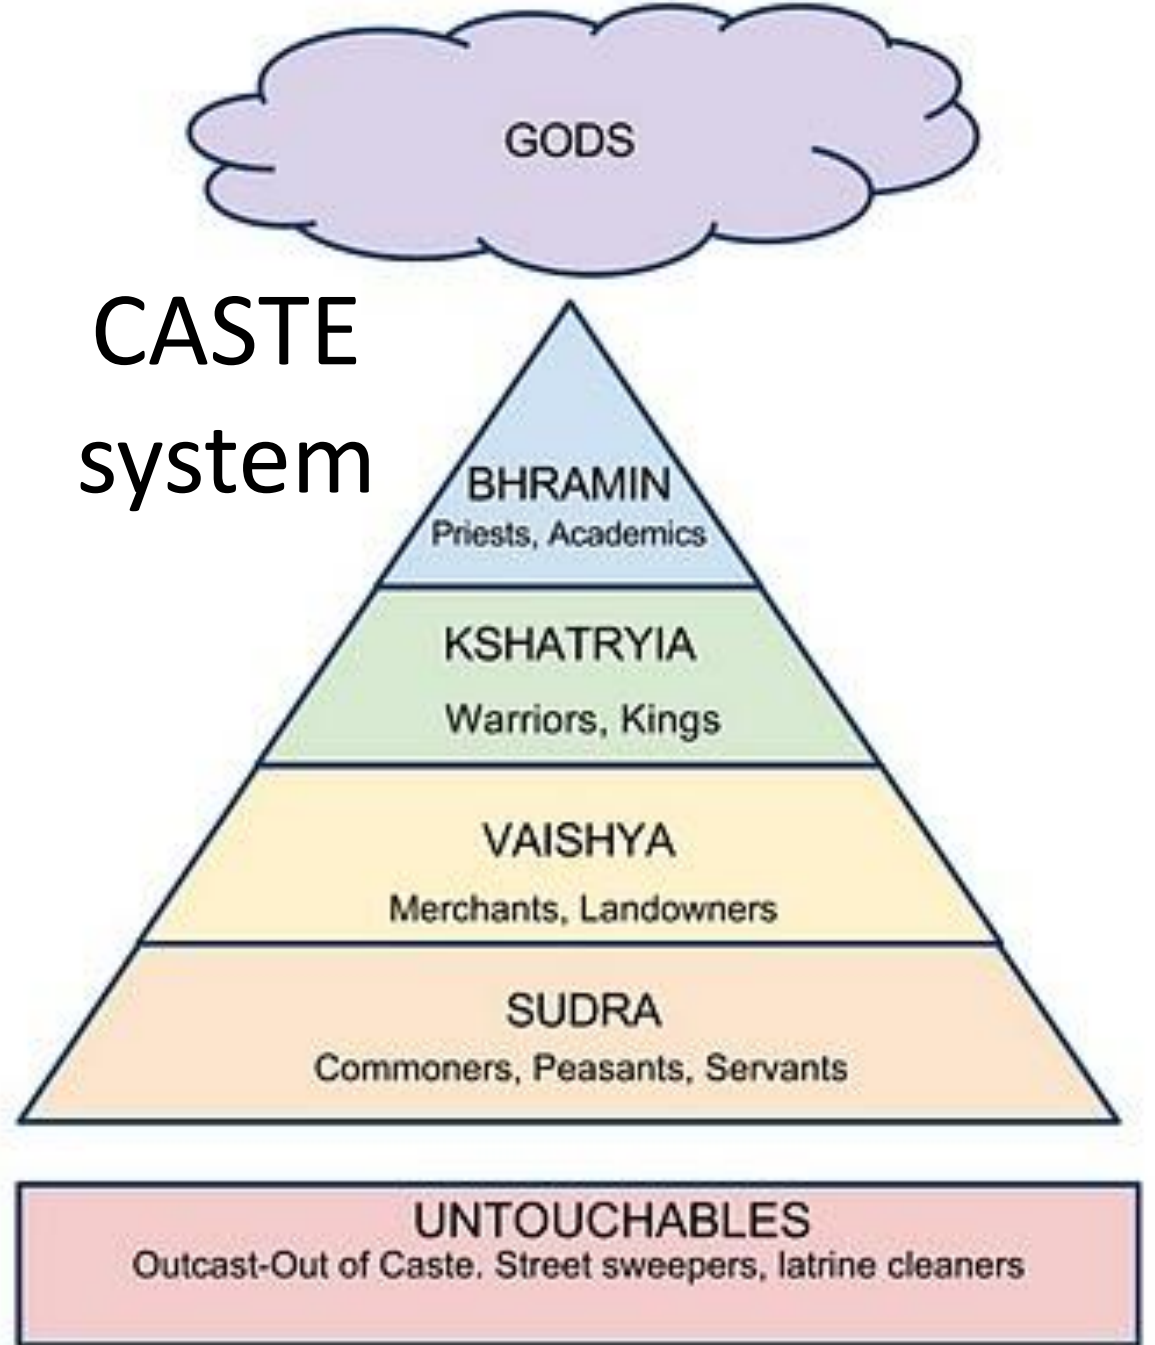 GODS
CASTE
system
BHRAMIN
Priests, Academics
KSHATRYIA
Warriors, Kings
VAISHYA
Merchants, Landowners
SUDRA
Commoners, Peasants, Servants
UNTOUCHABLES
Outcast-Out of Caste. Street sweepers, latrine cleaners